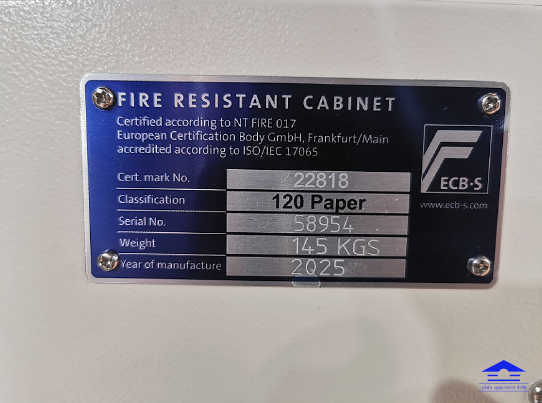 FIRE RESISTANT CABINET
Certified according to NT FIRE 017
European Certification Body GmbH, Frankfurt/Main
accredited according to ISO/IEC 17065
Cert. mark No. 22818
Classification 120 Paper
Serial No. 58954
Weight 145 KGS
Year of manufacture 2025
ECB·S
www.ecb-s.com